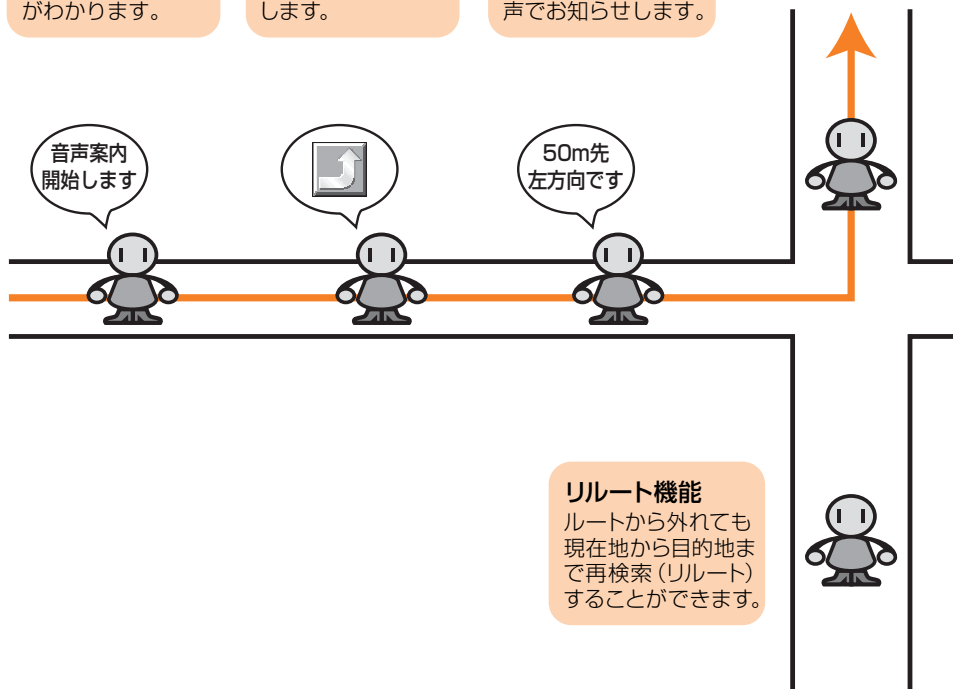 がわかります。
します。
声でお知らせします。
音声案内
開始します
50m先
左方向です
リルート機能
ルートから外れても
現在地から目的地ま
で再検索（リルート）
することができます。